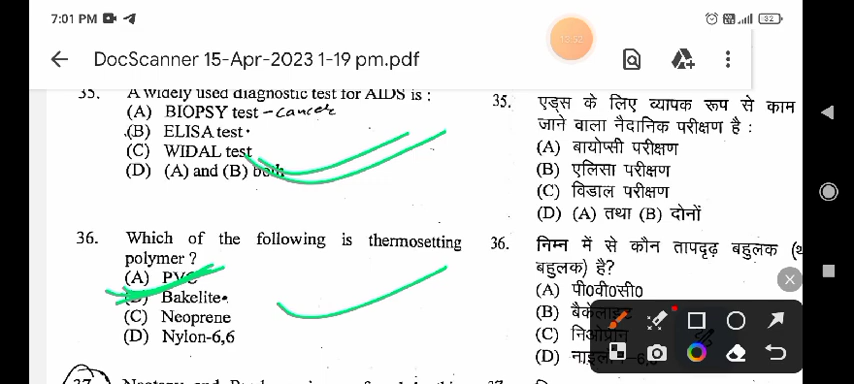 7:01 PM
32
DocScanner 15-Apr-2023 1-19 pm.pdf
35. A widely used diagnostic test for AIDS is :
(A) BIOPSY test - cancer
(B) ELISA test
(C) WIDAL test
(D) (A) and (B) both
36. Which of the following is thermosetting
polymer ?
(A) PVC
(B) Bakelite
(C) Neoprene
(D) Nylon-6,6
35. एड्स के लिए व्यापक रूप से काम
जाने वाला नैदानिक परीक्षण है :
(A) बायोप्सी परीक्षण
(B) एलिसा परीक्षण
(C) विडाल परीक्षण
(D) (A) तथा (B) दोनों
36. निम्न में से कौन तापदृढ़ बहुलक
बहुलक) है?
(A) पी0वी0सी0
(B)
(C)
(D)
37.